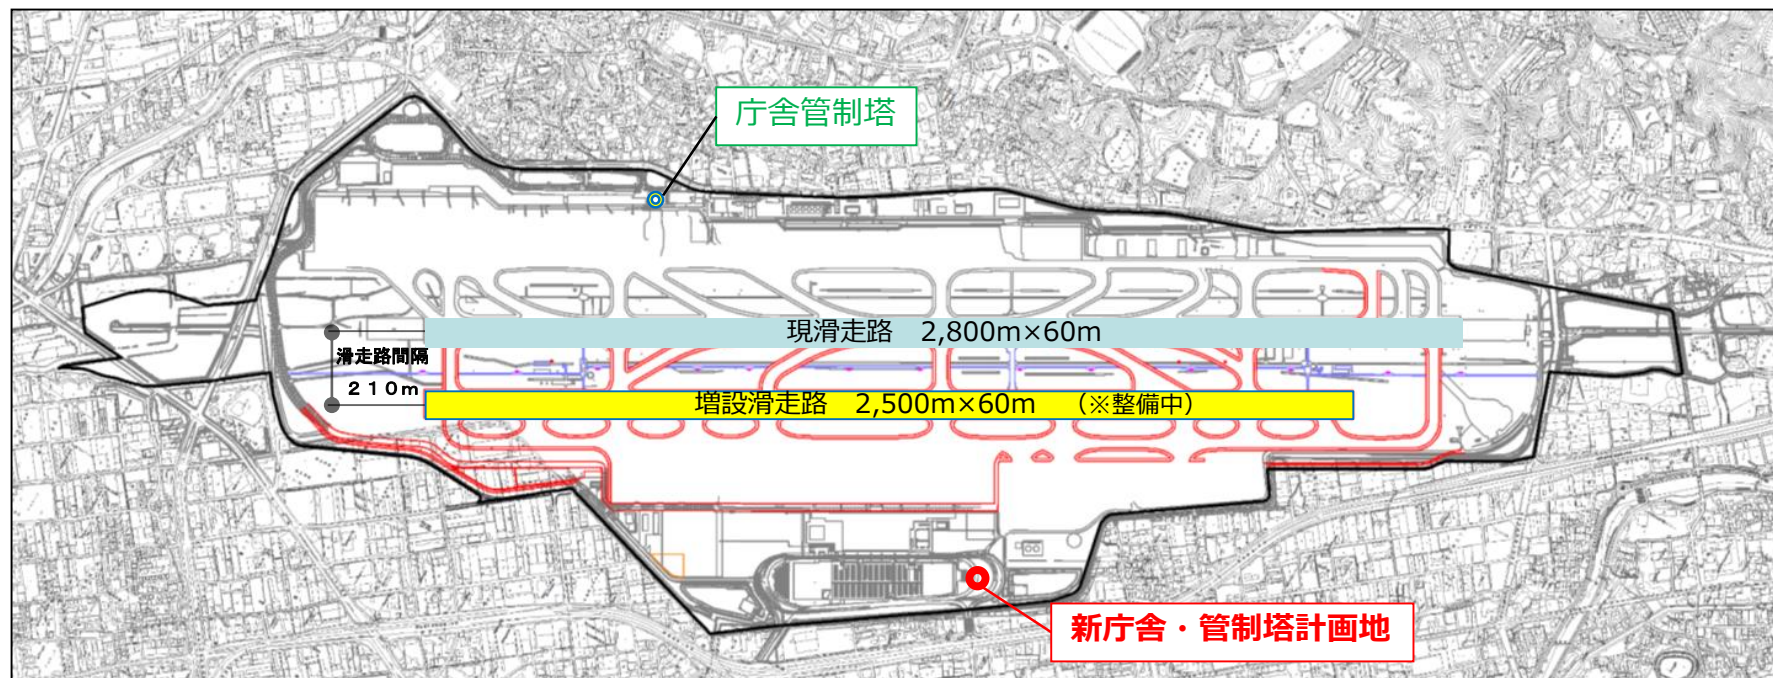 庁舎管制塔
現滑走路　2,800m×60m
滑走路間隔
２１０ｍ
増設滑走路　2,500m×60m　（※整備中）
新庁舎・管制塔計画地